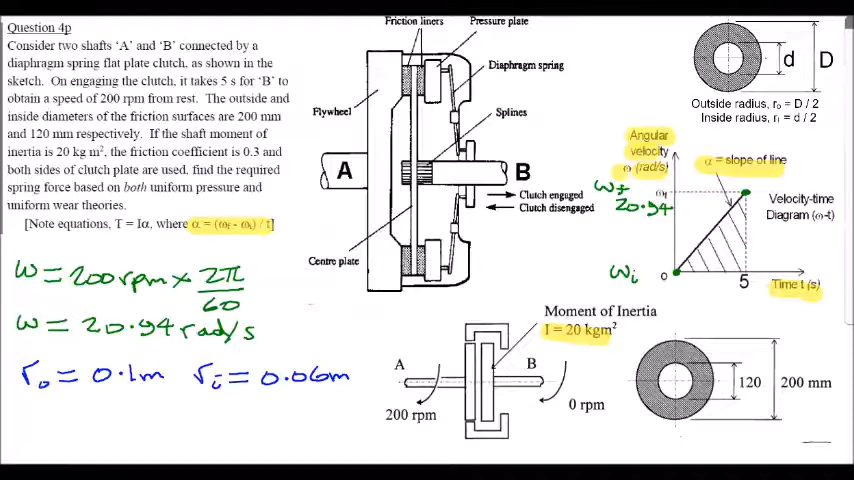 Question 4p
Consider two shafts 'A' and 'B' connected by a
diaphragm spring flat plate clutch, as shown in the
sketch. On engaging the clutch, it takes 5 s for 'B' to
obtain a speed of 200 rpm from rest. The outside and
inside diameters of the friction surfaces are 200 mm
and 120 mm respectively. If the shaft moment of
inertia is 20 kg m², the friction coefficient is 0.3 and
both sides of clutch plate are used, find the required
spring force based on both uniform pressure and
uniform wear theories.
[Note equations, T = Iα, where α = (ωf - ωi) / t]
ω = 200rpm × 2π
60
ω = 20.94 rad/s
ro = 0.1m ri = 0.06m
Friction liners
Pressure plate
Diaphragm spring
Flywheel
Splines
A
B
Clutch engaged
Clutch disengaged
Centre plate
d
D
Outside radius, ro = D / 2
Inside radius, ri = d / 2
Angular
velocity
ω (rad/s)
α = slope of line
ωf
ωf
20.94
Velocity-time
Diagram (ω-t)
ωi
0
5
Time t (s)
Moment of Inertia
I = 20 kgm²
A
B
200 rpm
0 rpm
120
200 mm